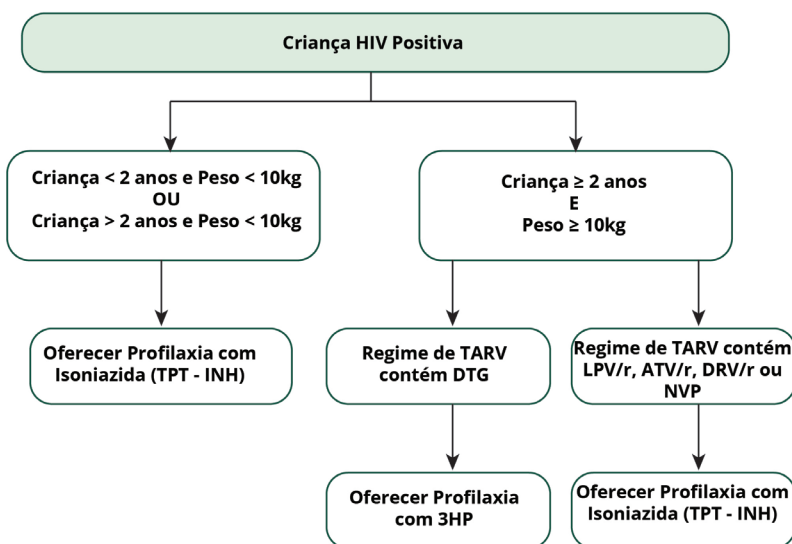 Criança HIV Positiva
Criança < 2 anos e Peso < 10kg
OU
Criança > 2 anos e Peso < 10kg
Criança ≥ 2 anos
E
Peso ≥ 10kg
Oferecer Profilaxia com
Isoniazida (TPT - INH)
Regime de TARV
contém DTG
Regime de TARV contém
LPV/r, ATV/r, DRV/r ou
NVP
Oferecer Profilaxia
com 3HP
Oferecer Profilaxia com
Isoniazida (TPT - INH)